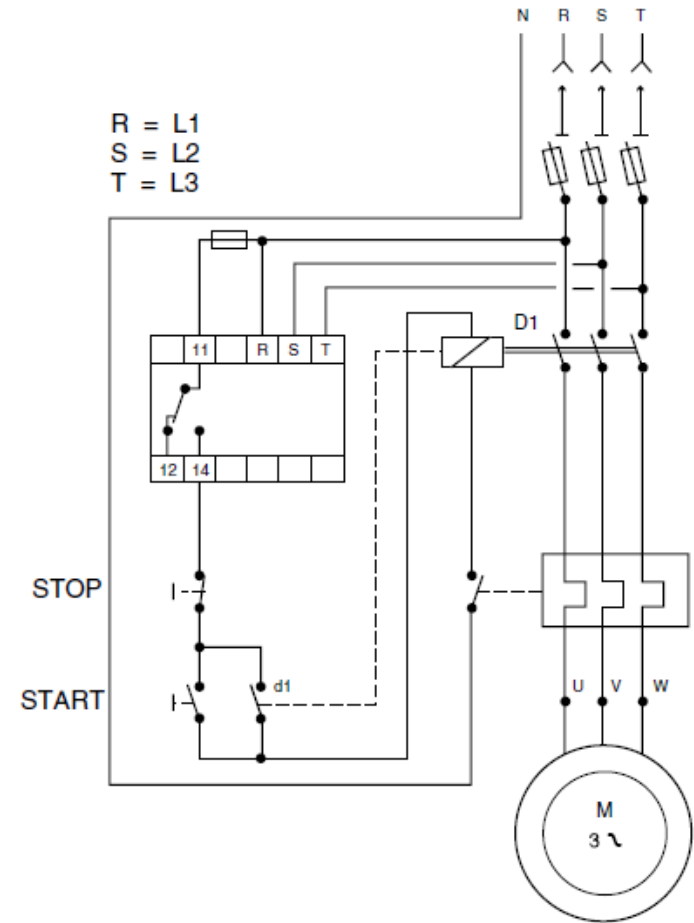 N R S T
R = L1
S = L2
T = L3
D1
11 R S T
12 14
STOP
START
d1
U V W
M
3 ~